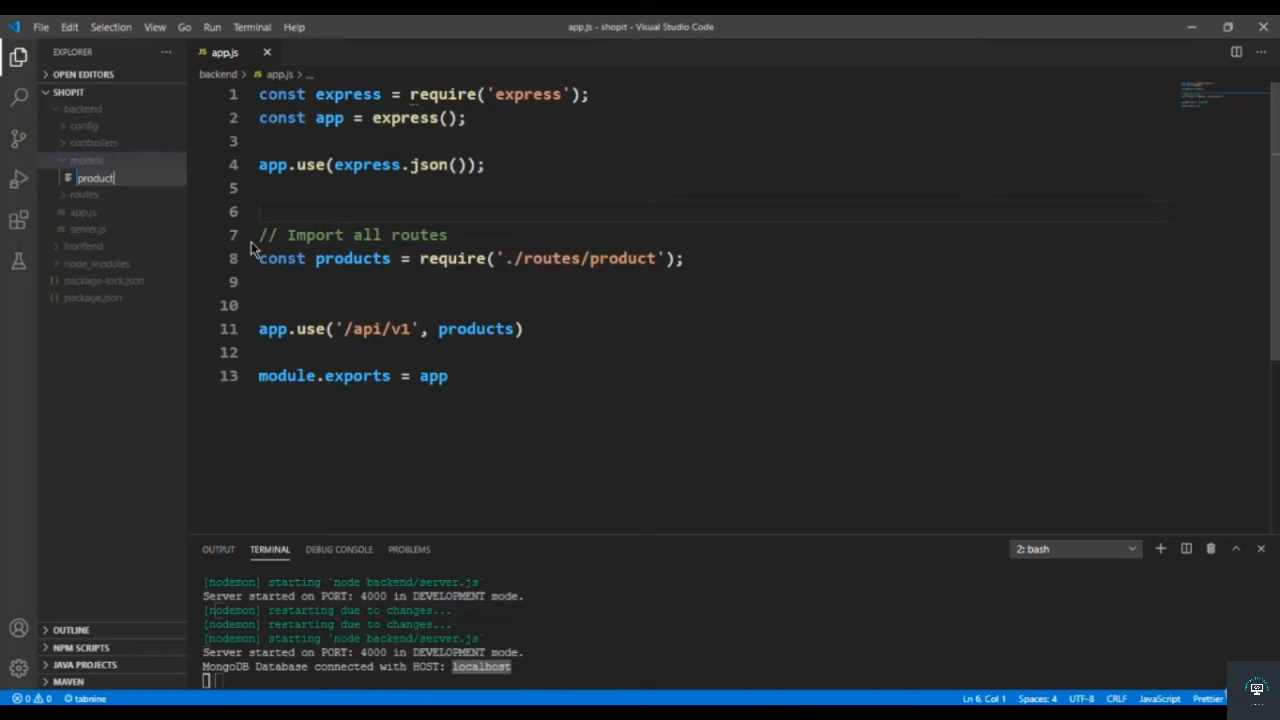 File Edit Selection View Go Run Terminal Help
app.js - shopit - Visual Studio Code
EXPLORER
OPEN EDITORS
SHOPIT
backend
config
controllers
models
product
routes
app.js
server.js
frontend
node_modules
package-lock.json
package.json
OUTLINE
NPM SCRIPTS
JAVA PROJECTS
MAVEN
JS app.js
backend > JS app.js > ...
1 const express = require('express');
2 const app = express();
3
4 app.use(express.json());
5
6
7 // Import all routes
8 const products = require('./routes/product');
9
10
11 app.use('/api/v1', products)
12
13 module.exports = app
OUTPUT TERMINAL DEBUG CONSOLE PROBLEMS
2: bash
[nodemon] starting `node backend/server.js`
Server started on PORT: 4000 in DEVELOPMENT mode.
[nodemon] restarting due to changes...
[nodemon] restarting due to changes...
[nodemon] starting `node backend/server.js`
Server started on PORT: 4000 in DEVELOPMENT mode.
MongoDB Database connected with HOST: localhost
0 0 tabnine
Ln 6, Col 1 Spaces: 4 UTF-8 CRLF JavaScript Prettier